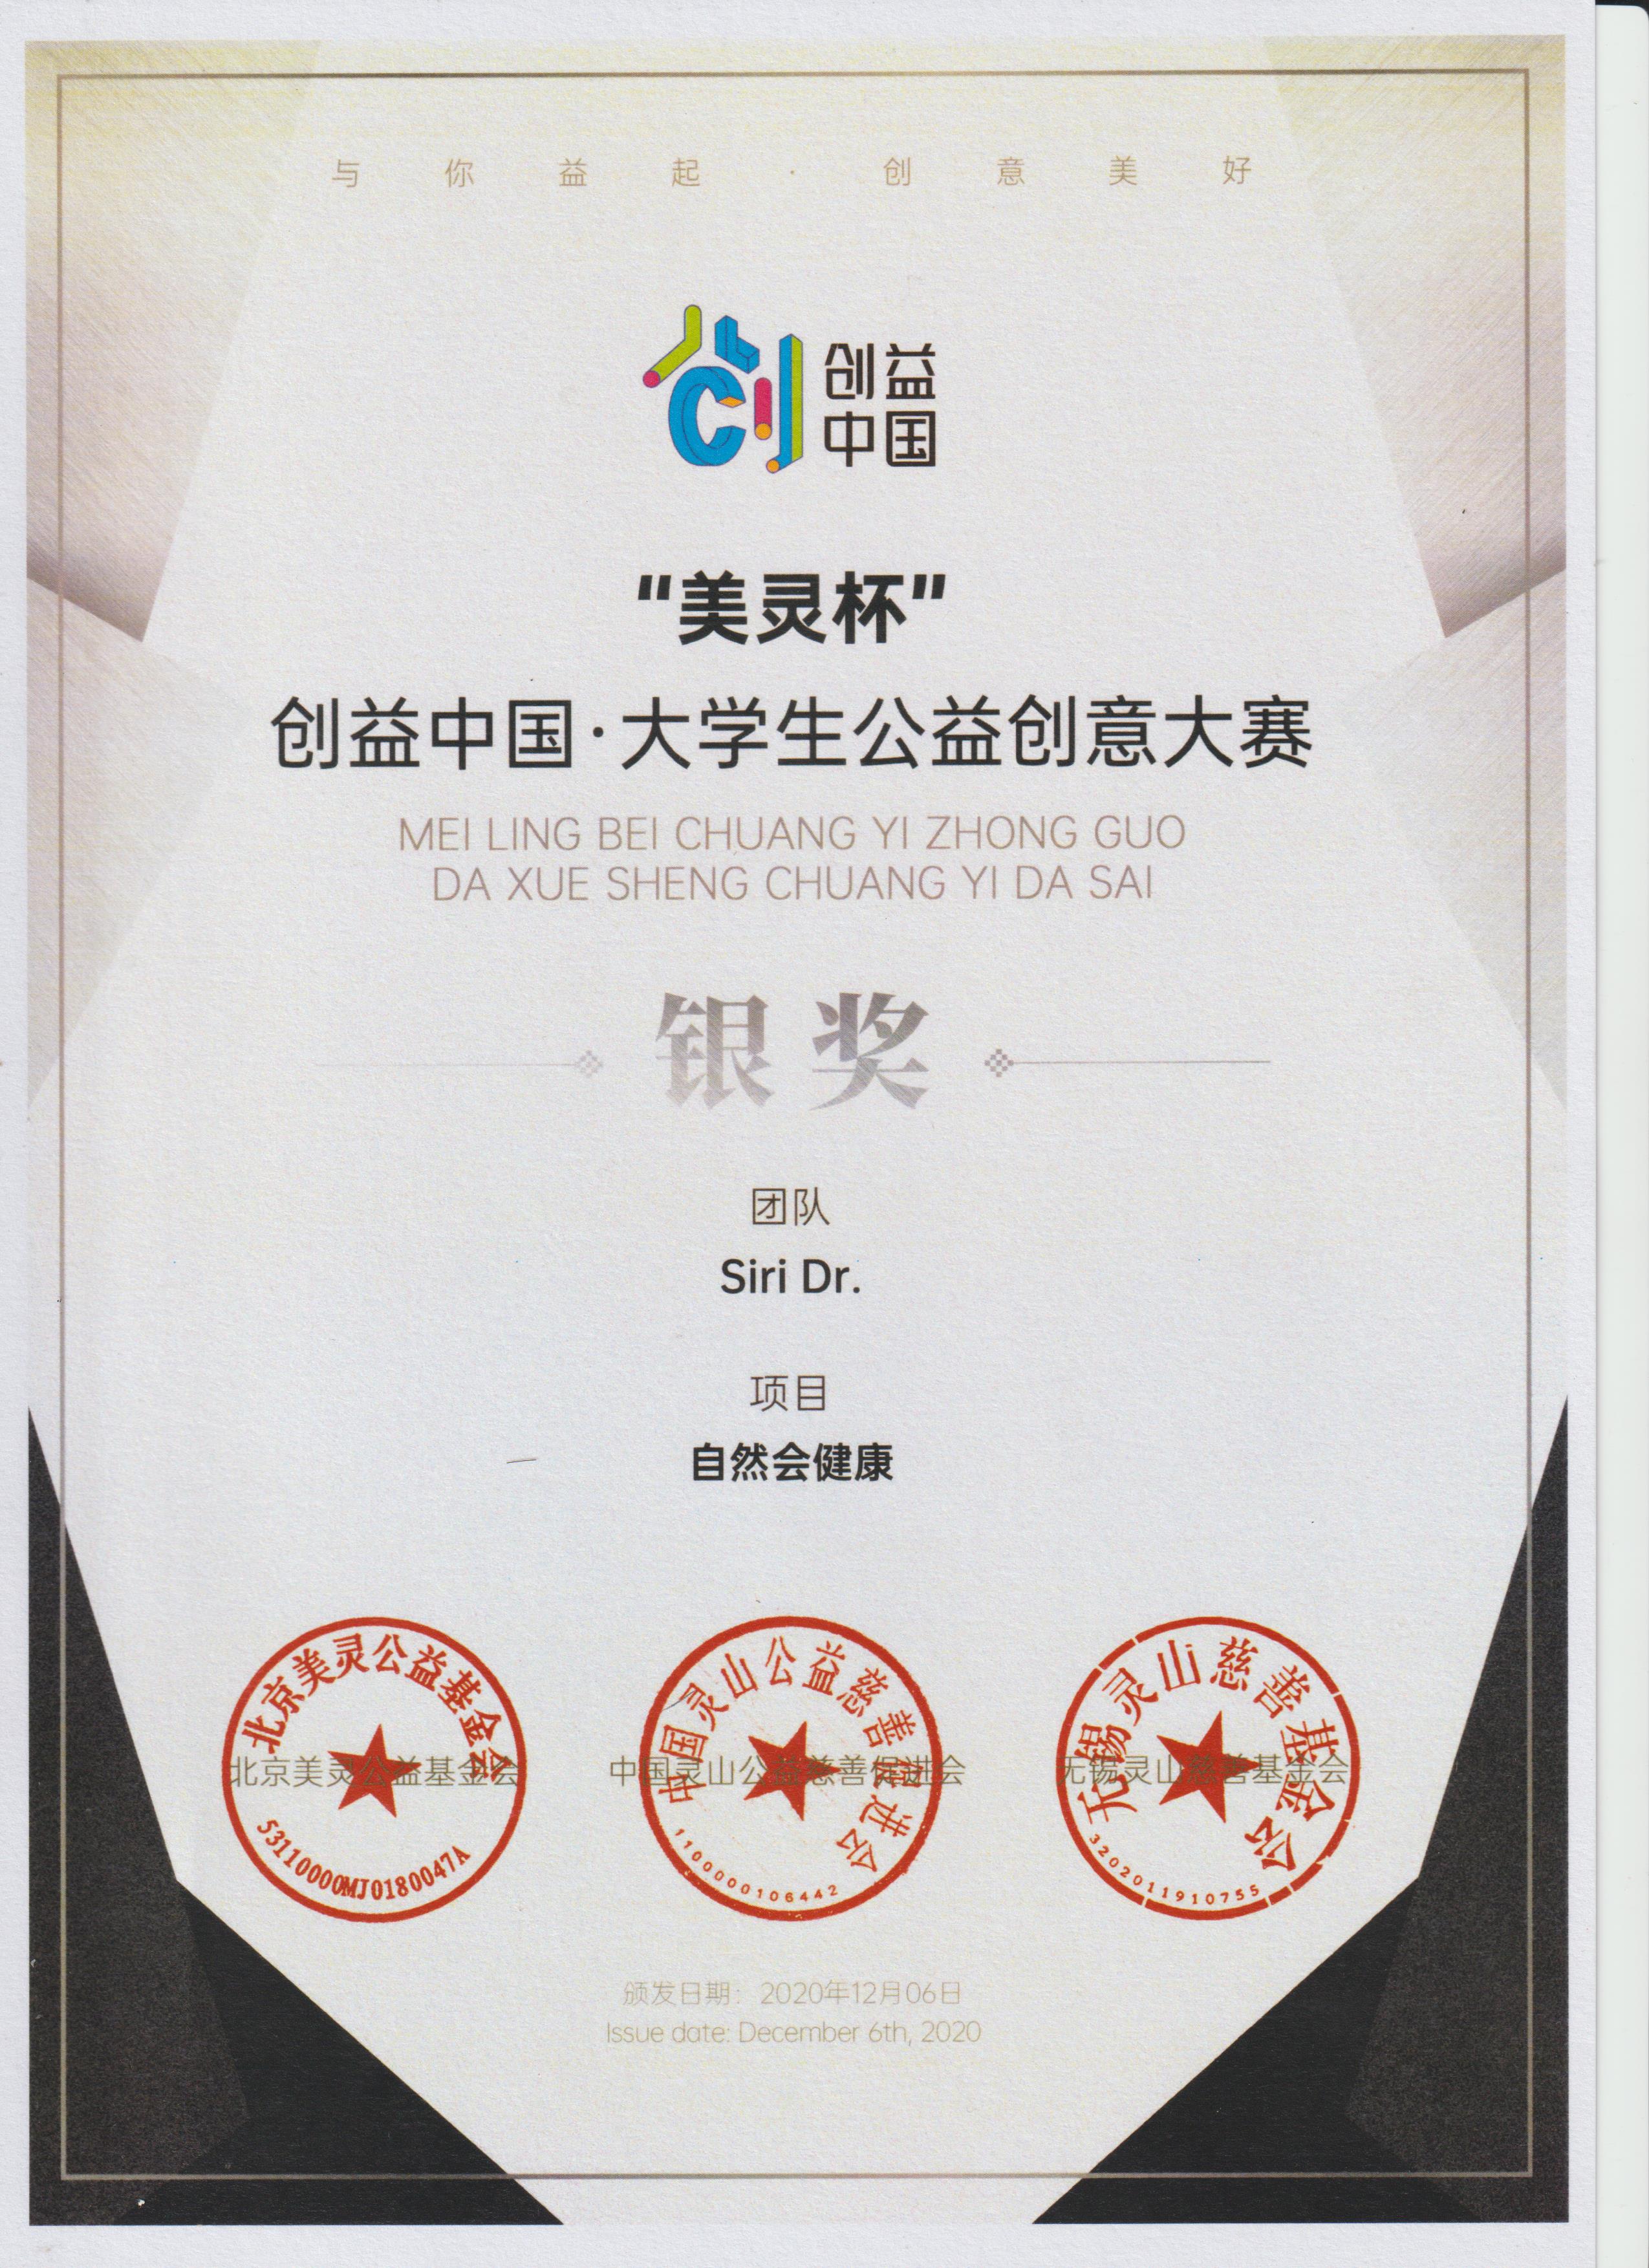 与你益起·创意美好
创益
中国
"美灵杯"
创益中国·大学生公益创意大赛
MEI LING BEI CHUANG YI ZHONG GUO
DA XUE SHENG CHUANG YI DA SAI
银奖
团队
Siri Dr.
项目
自然会健康
北京美灵公益基金会
北京美灵公益基金会
53110000MJ0180047A
中国灵山公益慈善促进会
中国灵山公益慈善促进会
1100000106442
无锡灵山慈善基金会
无锡灵山慈善基金会
3202011910755
颁发日期：2020年12月06日
Issue date: December 6th, 2020